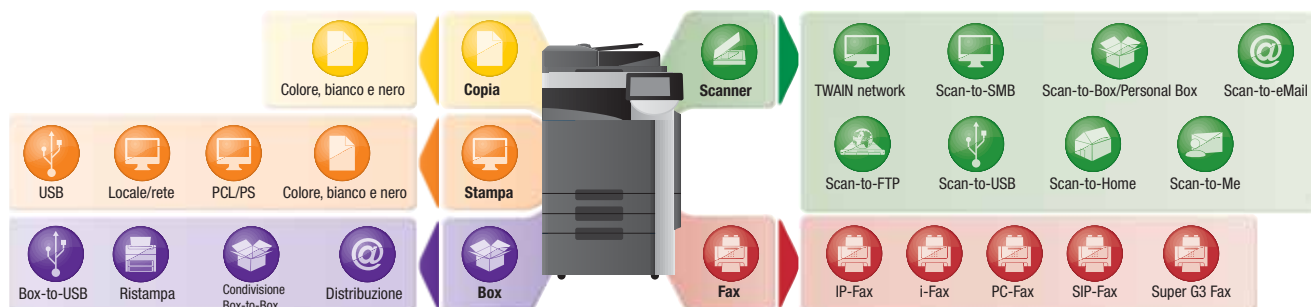 Colore, bianco e nero
Copia
Scanner
TWAIN network
Scan-to-SMB
Scan-to-Box/Personal Box
Scan-to-eMail
Scan-to-FTP
Scan-to-USB
Scan-to-Home
Scan-to-Me
USB
Locale/rete
PCL/PS
Colore, bianco e nero
Stampa
Box-to-USB
Ristampa
Condivisione
Box-to-Box
Distribuzione
Box
Fax
IP-Fax
i-Fax
PC-Fax
SIP-Fax
Super G3 Fax